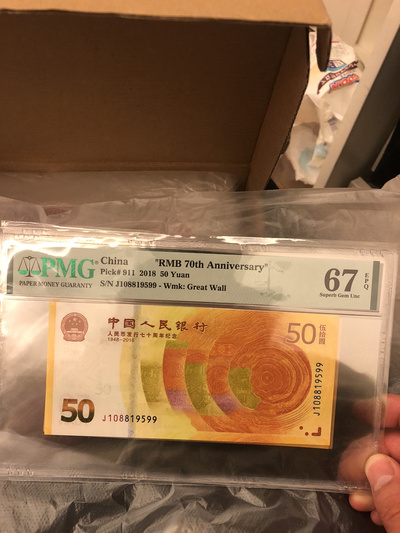 PMG
PAPER MONEY GUARANTY
China "RMB 70th Anniversary"
Pick# 911 2018 50 Yuan
S/N J108819599 - Wmk: Great Wall
67 EPQ
Superb Gem Unc
中国人民银行
人民币发行七十周年纪念
1948-2018
50 伍拾圆
J108819599
50
J108819599